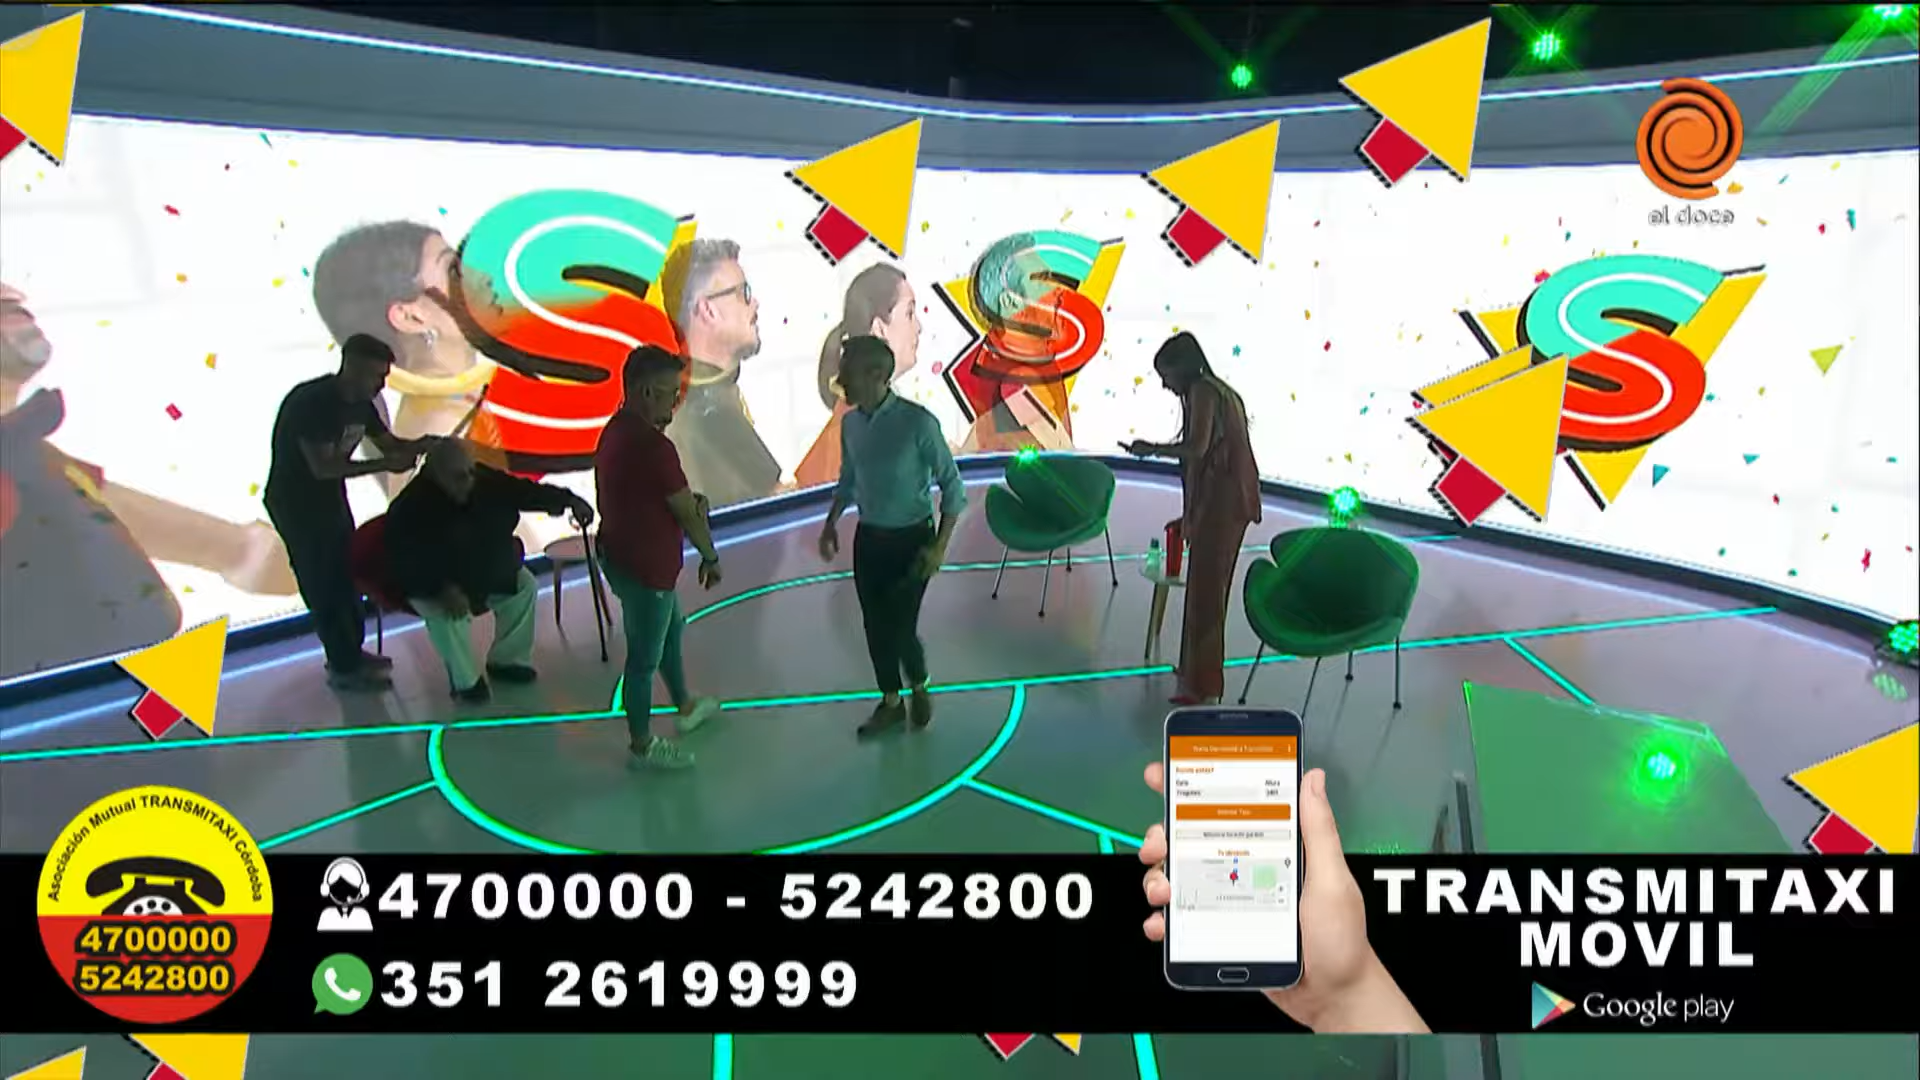 el doce
S
S
S
Asociación Mutual TRANSMITAXI Córdoba
4700000
5242800
4700000 - 5242800
351 2619999
TRANSMITAXI
MOVIL
Google play